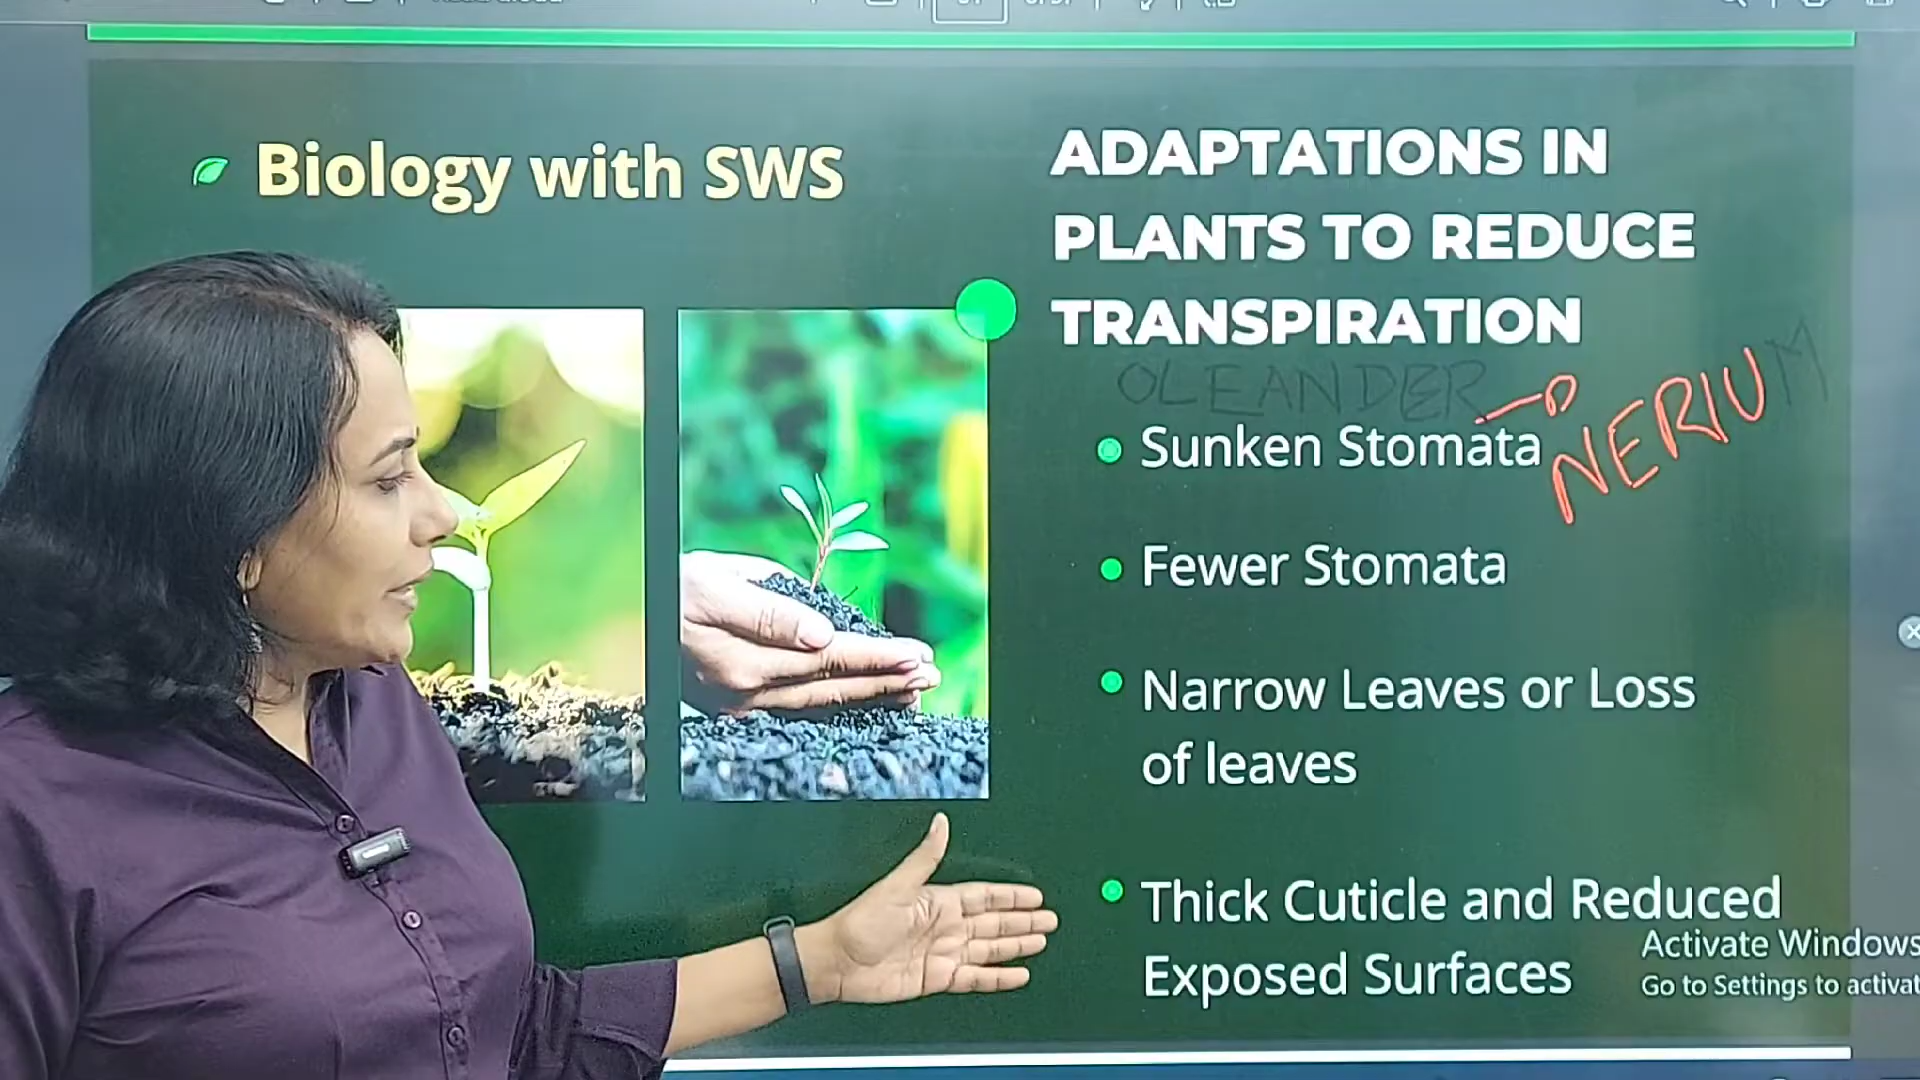 Biology with SWS
ADAPTATIONS IN
PLANTS TO REDUCE
TRANSPIRATION
OLEANDER
NERIUM
Sunken Stomata
Fewer Stomata
Narrow Leaves or Loss
of leaves
Thick Cuticle and Reduced
Exposed Surfaces
Activate Windows
Go to Settings to activat